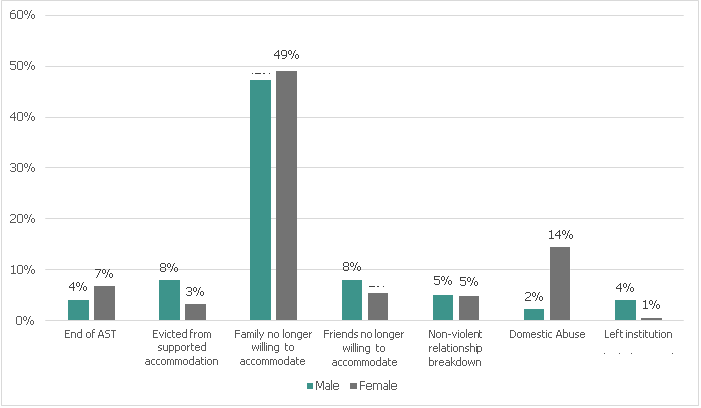 60%
50%
40%
30%
20%
10%
0%
4%
7%
8%
3%
49%
8%
5%
5%
2%
14%
4%
1%
End of AST
Evicted from
supported
accommodation
Family no longer
willing to
accommodate
Friends no longer
willing to
accommodate
Non-violent
relationship
breakdown
Domestic Abuse
Left institution
Male
Female